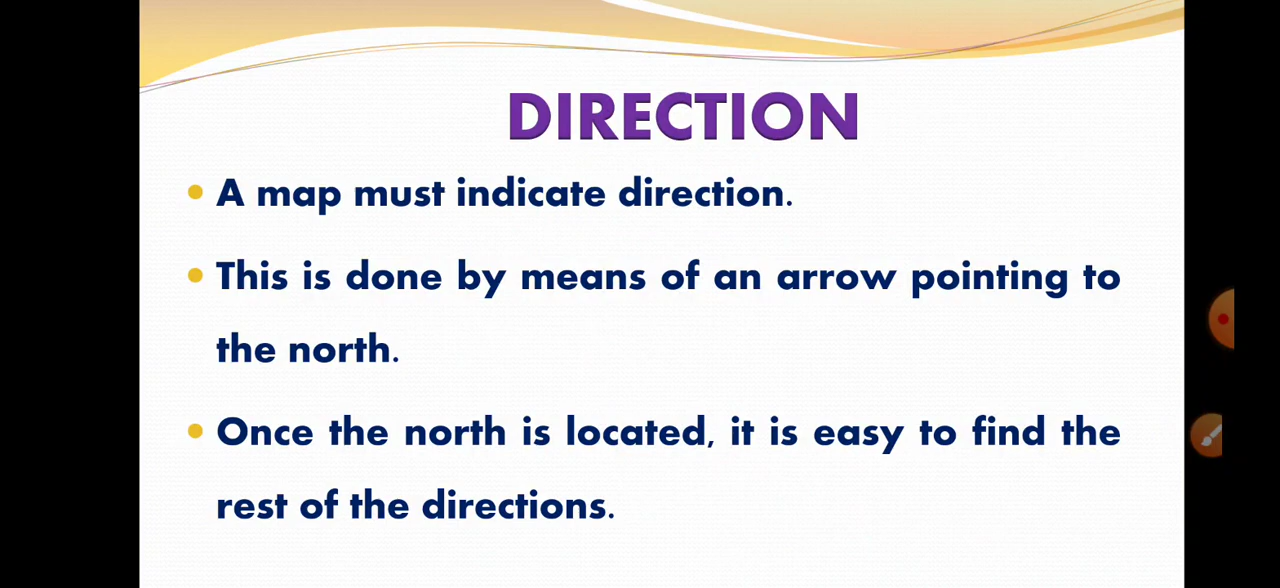 DIRECTION
A map must indicate direction.
This is done by means of an arrow pointing to
the north.
Once the north is located, it is easy to find the
rest of the directions.